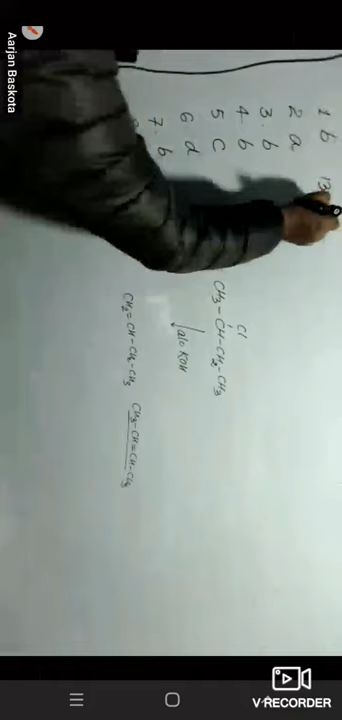 Aarjan Baskota
1 b
2 a
3. b
4. b
5 c
6. d
7. b
13
Cl
CH3 - CH - CH2 - CH3
alc KOH
CH2 = CH - CH2 - CH3
CH3 - CH = CH - CH3
V RECORDER